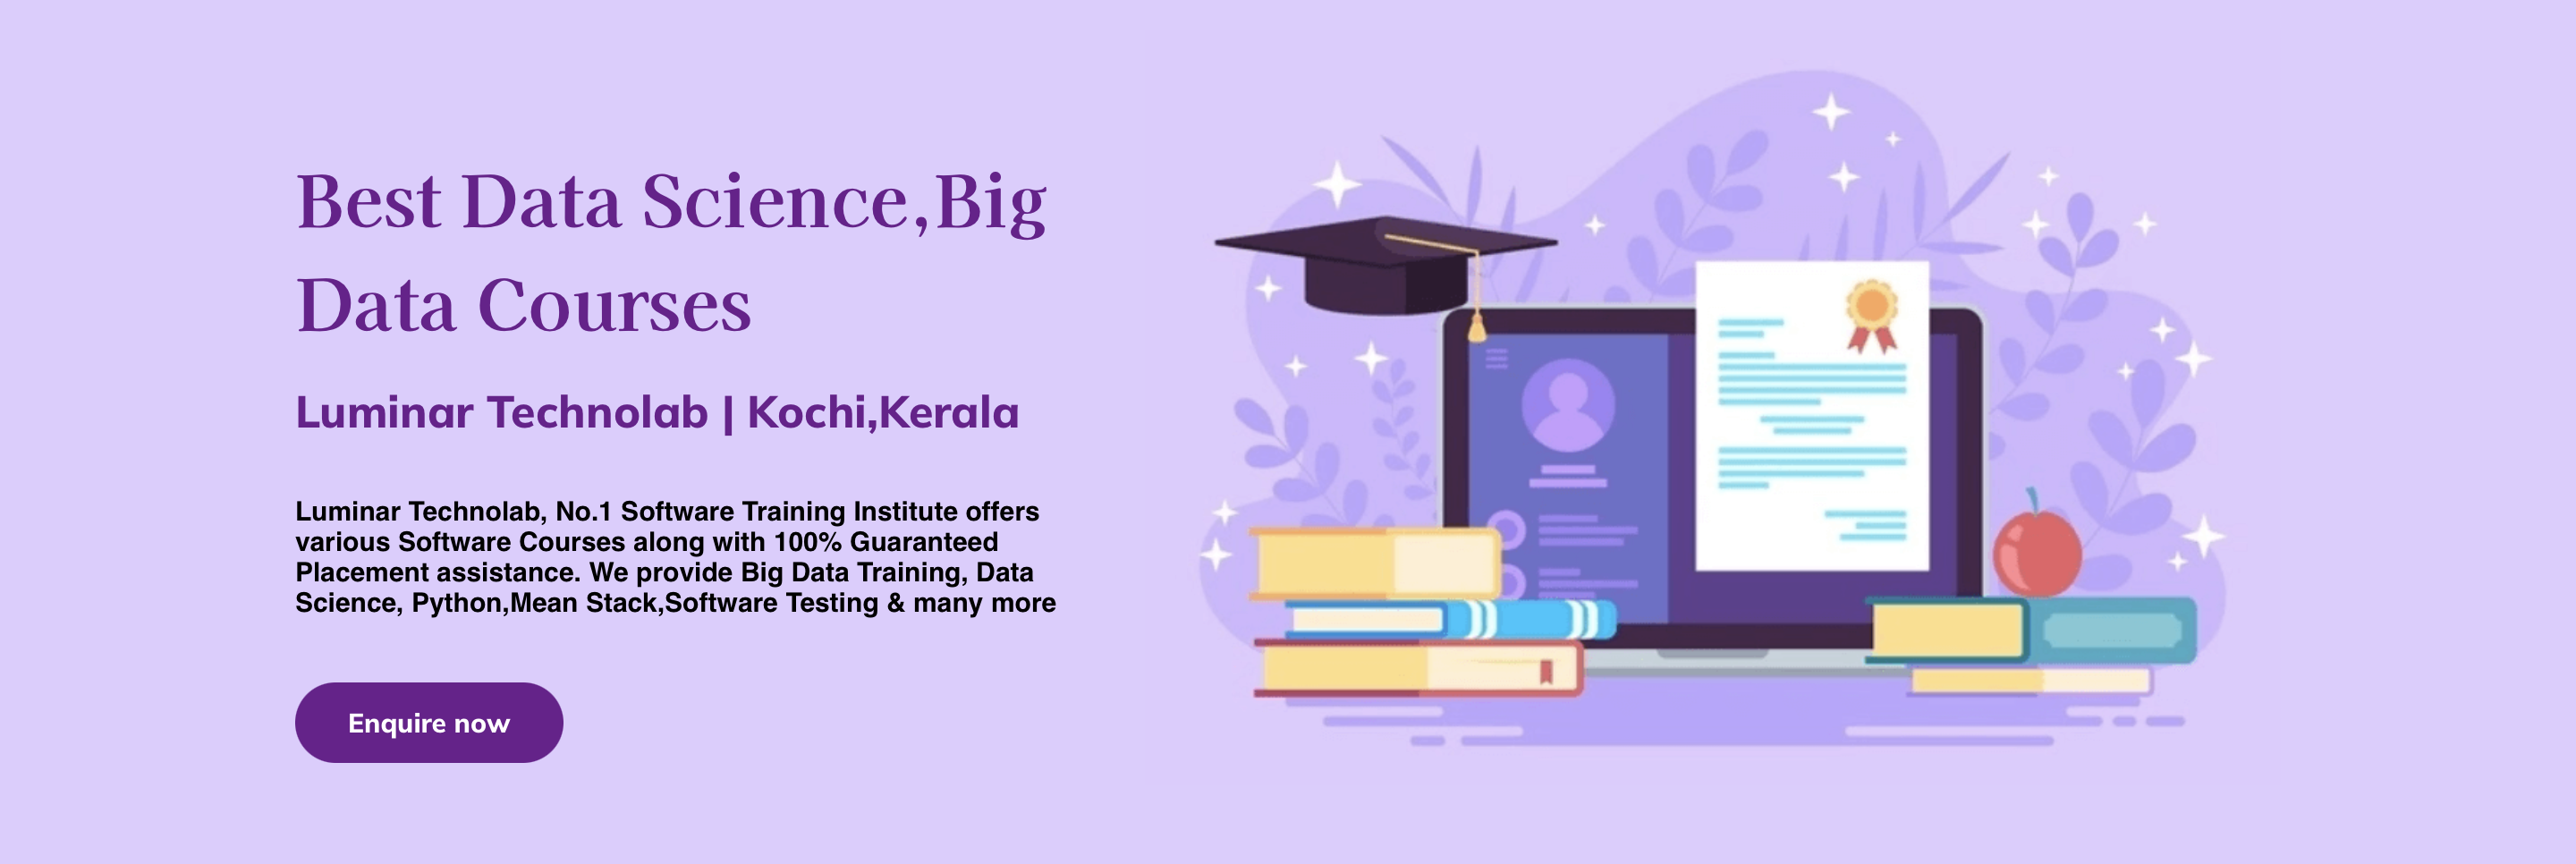 Best Data Science,Big
Data Courses
Luminar Technolab | Kochi,Kerala
Luminar Technolab, No.1 Software Training Institute offers
various Software Courses along with 100% Guaranteed
Placement assistance. We provide Big Data Training, Data
Science, Python,Mean Stack,Software Testing & many more
Enquire now